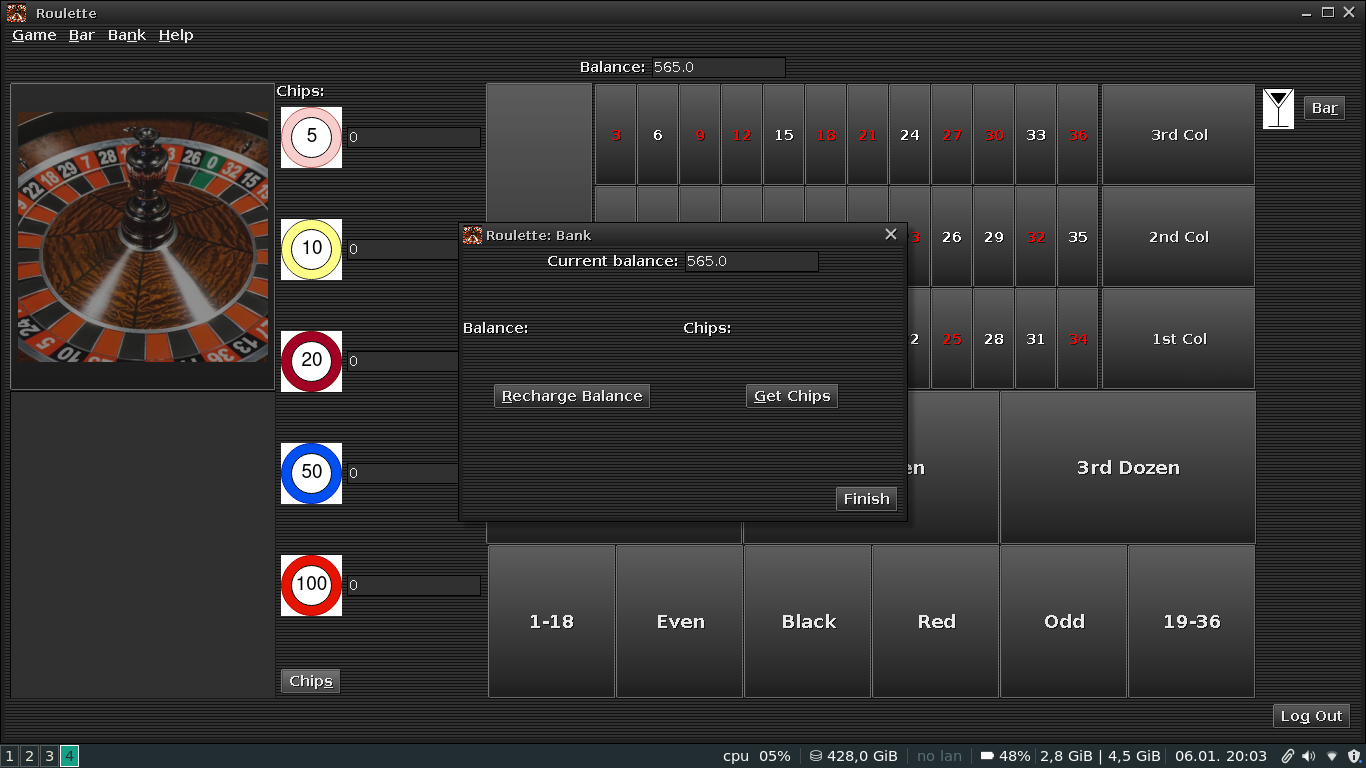 Roulette
Game Bar Bank Help
Balance: 565.0
Chips:
5 0
10 0
20 0
50 0
100 0
Chips
3 6 9 12 15 18 21 24 27 30 33 36 3rd Col
26 29 32 35 2nd Col
25 28 31 34 1st Col
3rd Dozen
1-18 Even Black Red Odd 19-36
Bar
Roulette: Bank
Current balance: 565.0
Balance: Chips:
Recharge Balance Get Chips
Finish
Log Out
1 2 3 4 cpu 05% 428,0 GiB no lan 48% 2,8 GiB | 4,5 GiB 06.01. 20:03